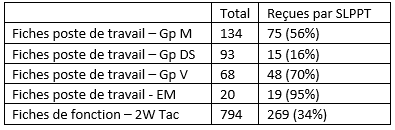 Total Reçues par SLPPT
Fiches poste de travail – Gp M 134 75 (56%)
Fiches poste de travail – Gp DS 93 15 (16%)
Fiches poste de travail – Gp V 68 48 (70%)
Fiches poste de travail - EM 20 19 (95%)
Fiches de fonction – 2W Tac 794 269 (34%)